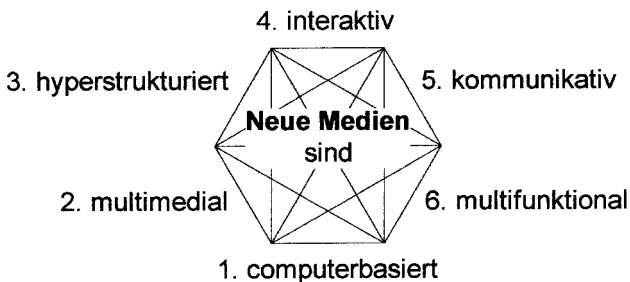 4. interaktiv
3. hyperstrukturiert
5. kommunikativ
Neue Medien
sind
2. multimedial
6. multifunktional
1. computerbasiert